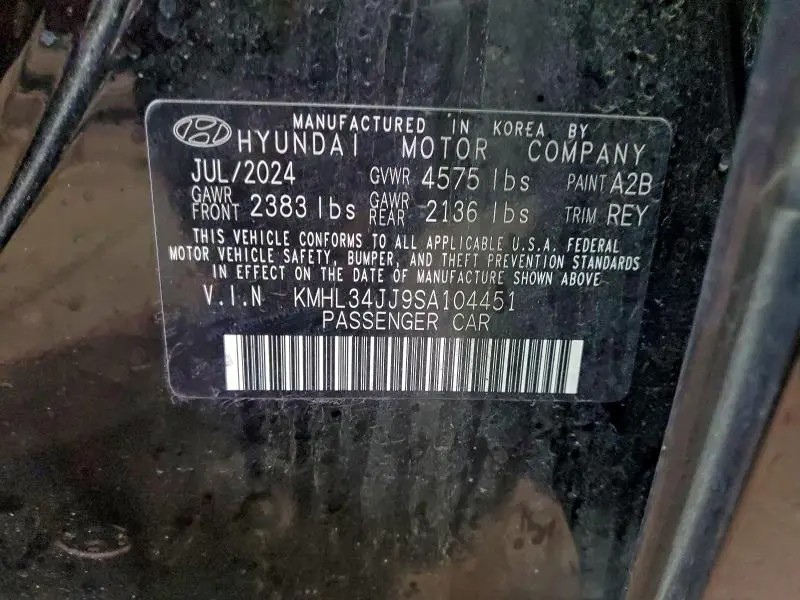 MANUFACTURED IN KOREA BY
HYUNDAI MOTOR COMPANY
JUL/2024 GVWR 4575 lbs PAINT A2B
GAWR FRONT 2383 lbs GAWR REAR 2136 lbs TRIM REY
THIS VEHICLE CONFORMS TO ALL APPLICABLE U.S.A. FEDERAL
MOTOR VEHICLE SAFETY, BUMPER, AND THEFT PREVENTION STANDARDS
IN EFFECT ON THE DATE OF MANUFACTURE SHOWN ABOVE
V.I.N KMHL34JJ9SA104451
PASSENGER CAR